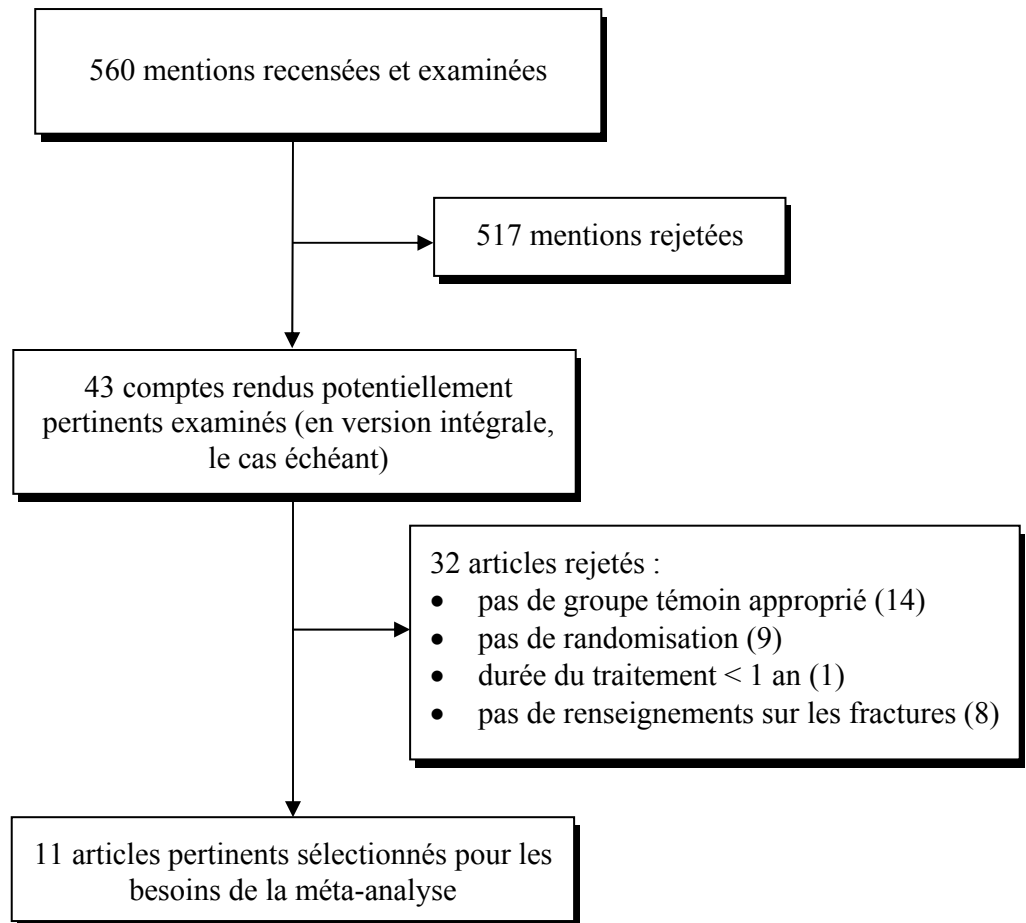 560 mentions recensées et examinées
517 mentions rejetées
43 comptes rendus potentiellement
pertinents examinés (en version intégrale,
le cas échéant)
32 articles rejetés :
• pas de groupe témoin approprié (14)
• pas de randomisation (9)
• durée du traitement < 1 an (1)
• pas de renseignements sur les fractures (8)
11 articles pertinents sélectionnés pour les
besoins de la méta-analyse